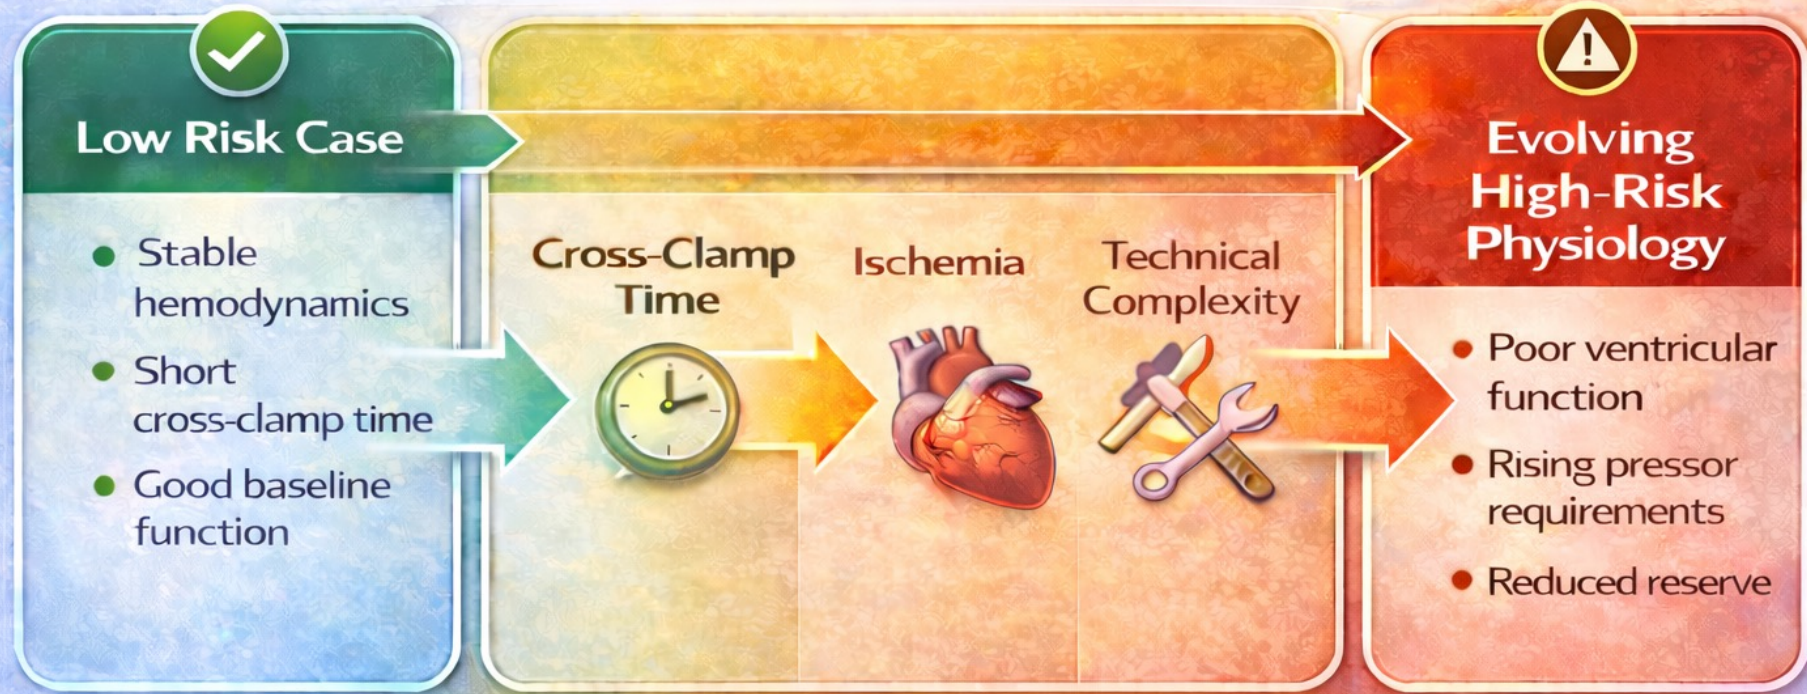 Low Risk Case
Stable
hemodynamics
Short
cross-clamp time
Good baseline
function
Cross-Clamp
Time
Ischemia
Technical
Complexity
Evolving
High-Risk
Physiology
Poor ventricular
function
Rising pressor
requirements
Reduced reserve